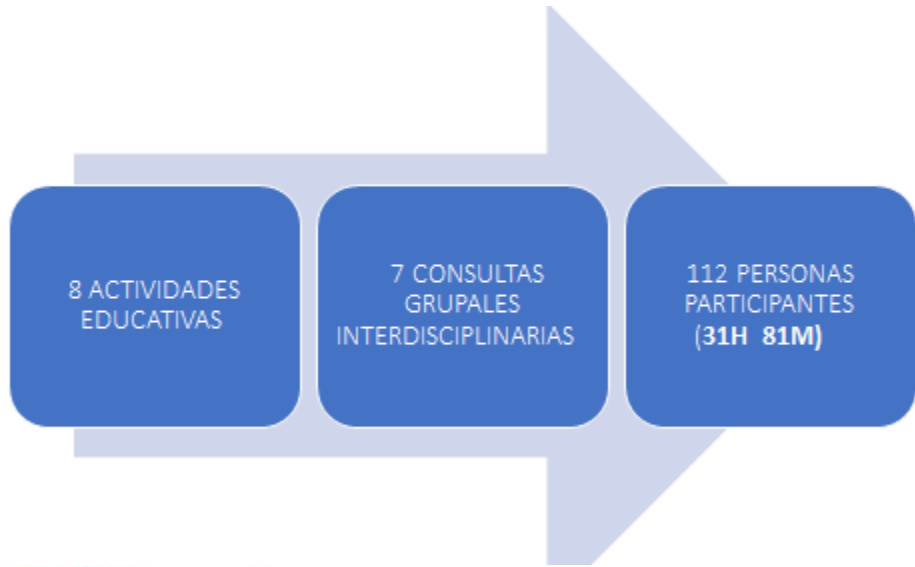 8 ACTIVIDADES
EDUCATIVAS
7 CONSULTAS
GRUPALES
INTERDISCIPLINARIAS
112 PERSONAS
PARTICIPANTES
(31H 81M)